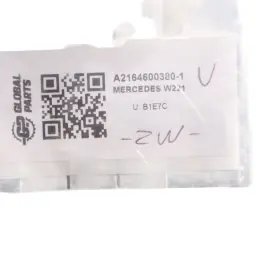 GLOBAL
PARTS
A2164600380-1
MERCEDES W221
U B1E7C
V
-ZW-